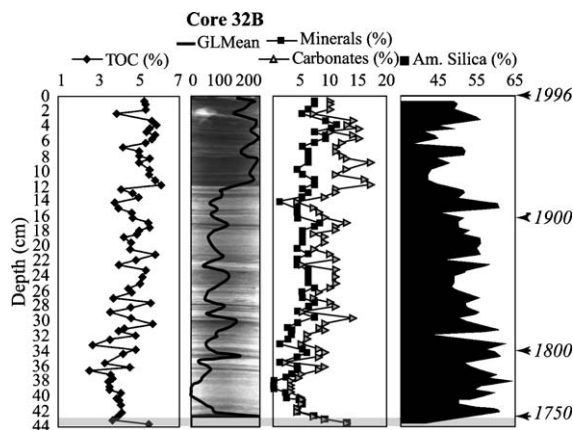 Core 32B
GLMean
Minerals (%)
Am. Silica (%)
TOC (%)
Carbonates (%)
1 3 5 7
0 100 200
0 5 10 15 20
45 55 65
Depth (cm)
0
2
4
6
8
10
12
14
16
18
20
22
24
26
28
30
32
34
36
38
40
42
44
1996
1900
1800
1750